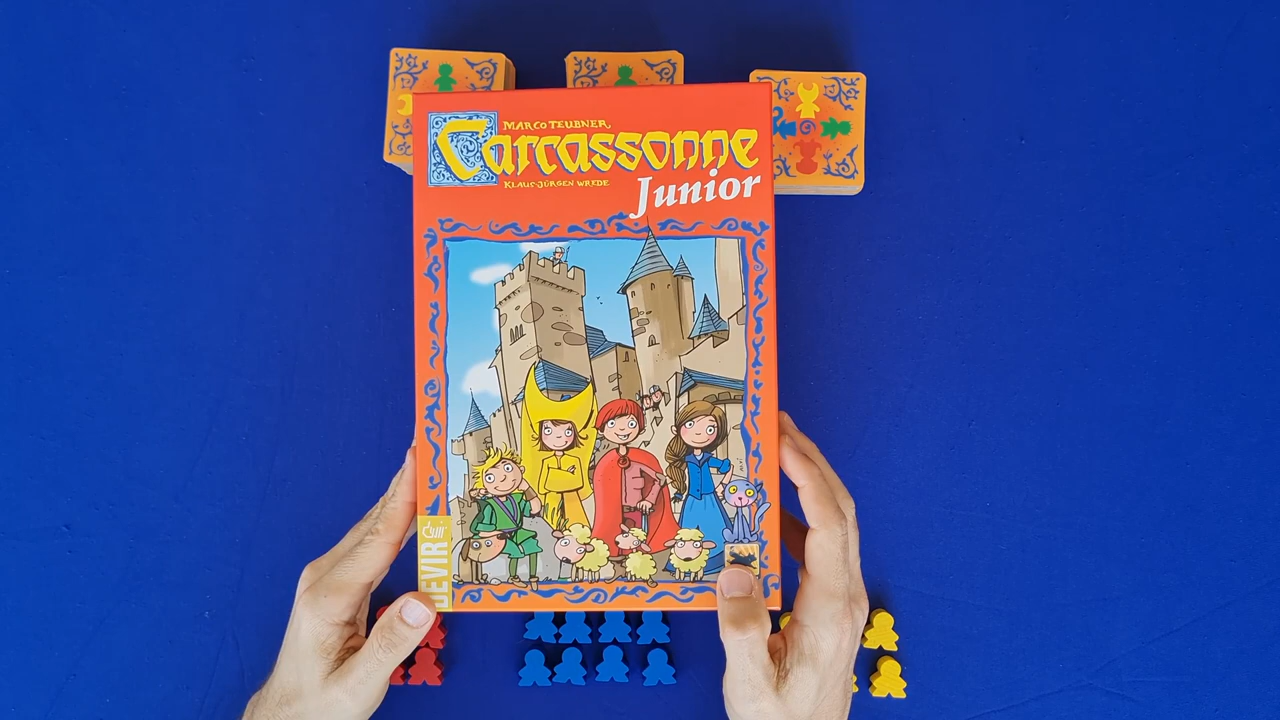 MARCO TEUBNER
Carcassonne
KLAUS-JÜRGEN WREDE
Junior
DEVIR